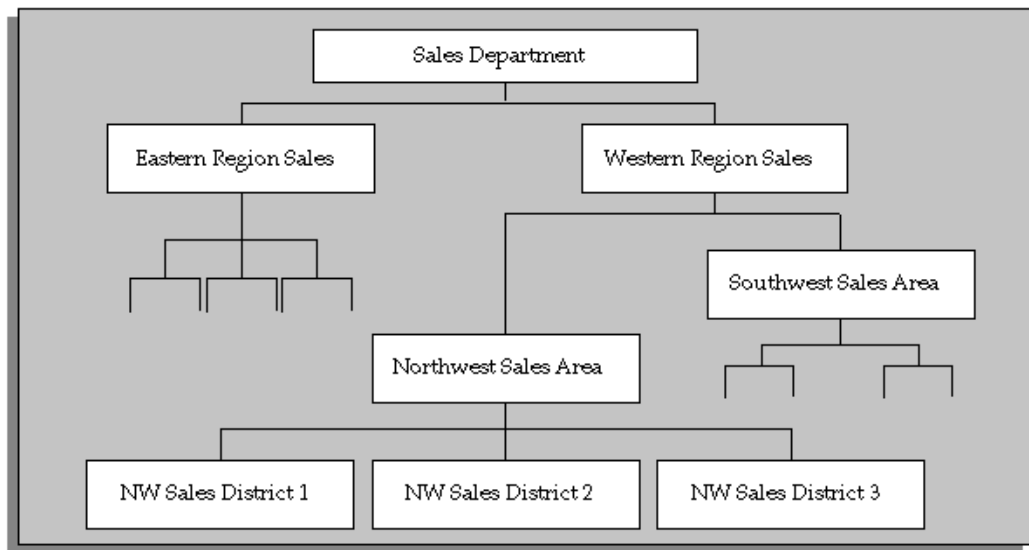 Sales Department
Eastern Region Sales
Western Region Sales
Southwest Sales Area
Northwest Sales Area
NW Sales District 1
NW Sales District 2
NW Sales District 3